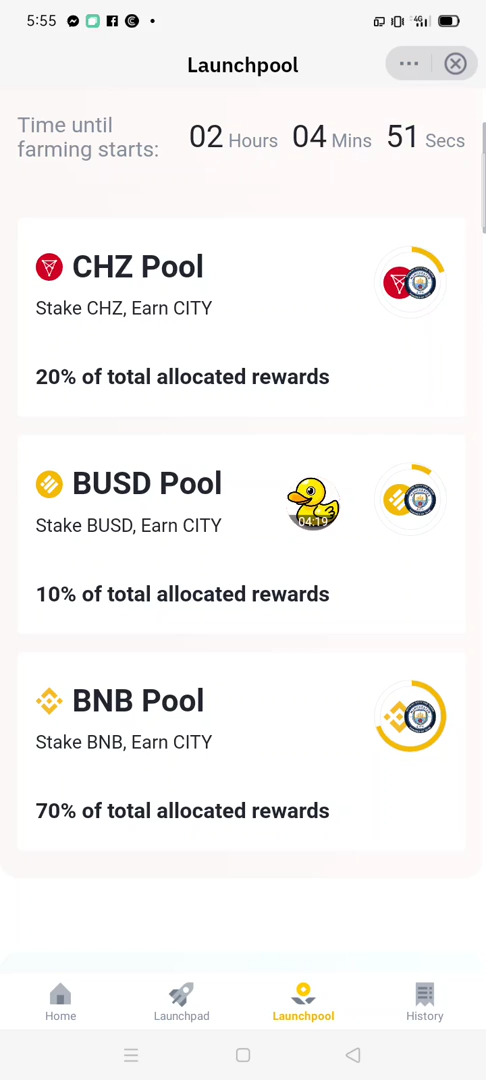 5:55
4G
Launchpool
Time until
farming starts:
02 Hours 04 Mins 51 Secs
CHZ Pool
Stake CHZ, Earn CITY
20% of total allocated rewards
BUSD Pool
Stake BUSD, Earn CITY
04:19
10% of total allocated rewards
BNB Pool
Stake BNB, Earn CITY
70% of total allocated rewards
Home
Launchpad
Launchpool
History